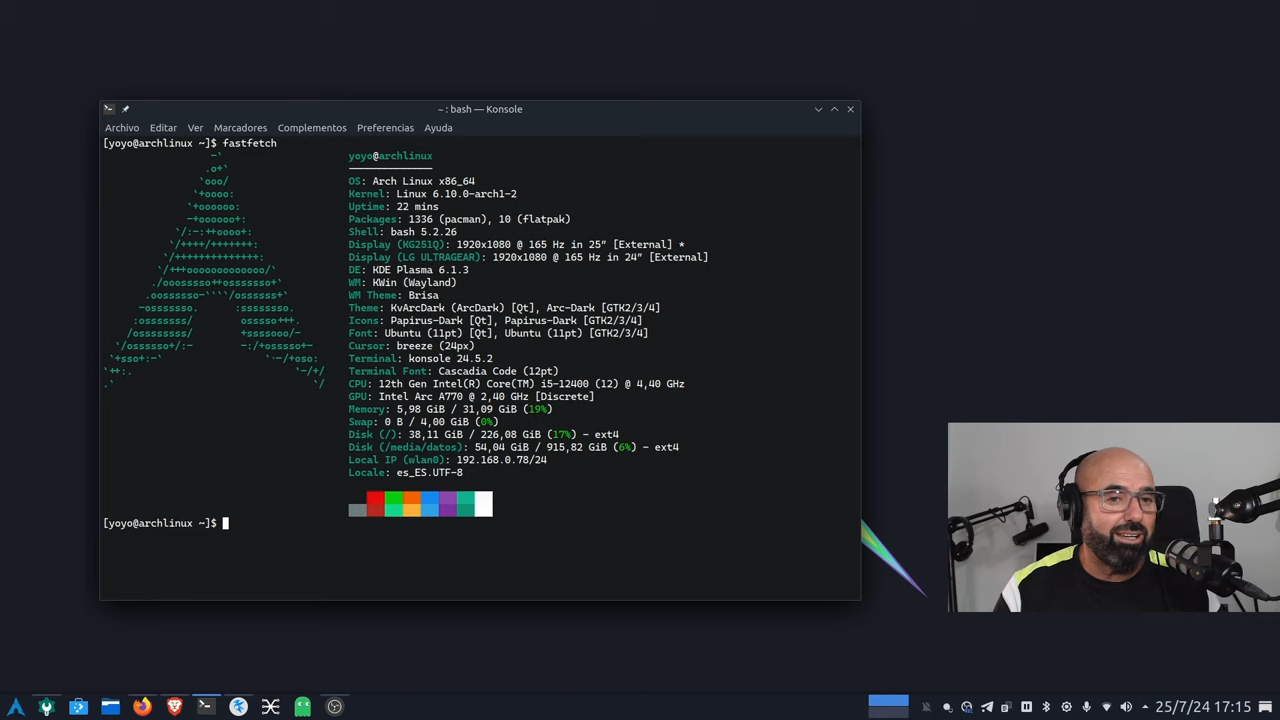 ~ : bash — Konsole
Archivo Editar Ver Marcadores Complementos Preferencias Ayuda
[yoyo@archlinux ~]$ fastfetch
yoyo@archlinux
--------------
OS: Arch Linux x86_64
Kernel: Linux 6.10.0-arch1-2
Uptime: 22 mins
Packages: 1336 (pacman), 10 (flatpak)
Shell: bash 5.2.26
Display (KG251Q): 1920x1080 @ 165 Hz in 25″ [External] *
Display (LG ULTRAGEAR): 1920x1080 @ 165 Hz in 24″ [External]
DE: KDE Plasma 6.1.3
WM: KWin (Wayland)
WM Theme: Brisa
Theme: KvArcDark (ArcDark) [Qt], Arc-Dark [GTK2/3/4]
Icons: Papirus-Dark [Qt], Papirus-Dark [GTK2/3/4]
Font: Ubuntu (11pt) [Qt], Ubuntu (11pt) [GTK2/3/4]
Cursor: breeze (24px)
Terminal: konsole 24.5.2
Terminal Font: Cascadia Code (12pt)
CPU: 12th Gen Intel(R) Core(TM) i5-12400 (12) @ 4,40 GHz
GPU: Intel Arc A770 @ 2,40 GHz [Discrete]
Memory: 5,98 GiB / 31,09 GiB (19%)
Swap: 0 B / 4,00 GiB (0%)
Disk (/): 38,11 GiB / 226,08 GiB (17%) - ext4
Disk (/media/datos): 54,04 GiB / 915,82 GiB (6%) - ext4
Local IP (wlan0): 192.168.0.78/24
Locale: es_ES.UTF-8
[yoyo@archlinux ~]$
25/7/24 17:15